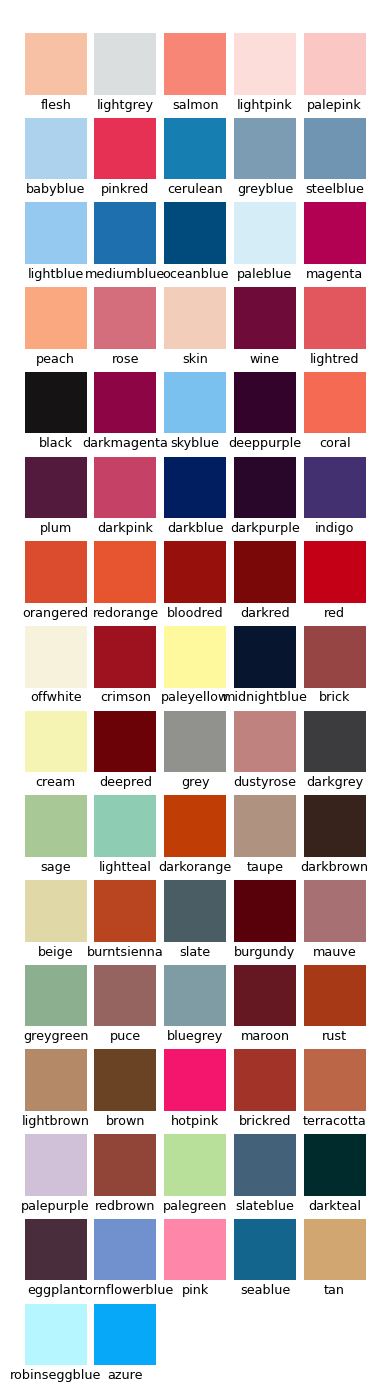 flesh lightgrey salmon lightpink palepink
babyblue pinkred cerulean greyblue steelblue
lightblue mediumblue oceanblue paleblue magenta
peach rose skin wine lightred
black darkmagenta skyblue deeppurple coral
plum darkpink darkblue darkpurple indigo
orangered redorange bloodred darkred red
offwhite crimson paleyellow midnightblue brick
cream deepred grey dustyrose darkgrey
sage lightteal darkorange taupe darkbrown
beige burntsienna slate burgundy mauve
greygreen puce bluegrey maroon rust
lightbrown brown hotpink brickred terracotta
palepurple redbrown palegreen slateblue darkteal
eggplant cornflowerblue pink seablue tan
robinseggblue azure